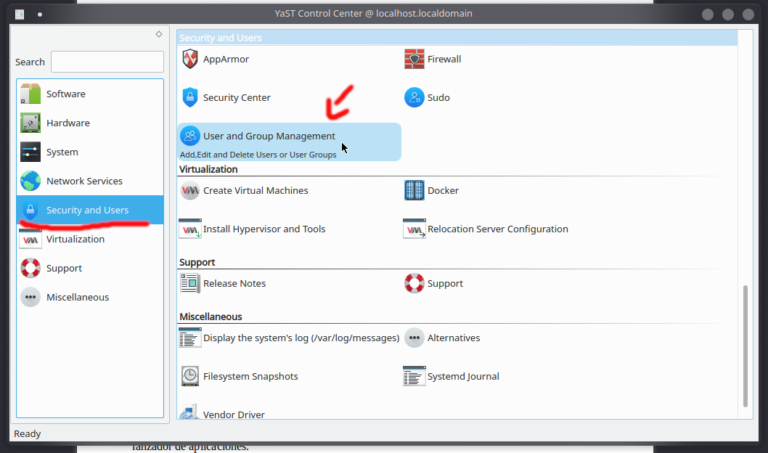 YaST Control Center @ localhost.localdomain
Search
Software
Hardware
System
Network Services
Security and Users
Virtualization
Support
Miscellaneous
Security and Users
AppArmor
Firewall
Security Center
Sudo
User and Group Management
Add,Edit and Delete Users or User Groups
Virtualization
Create Virtual Machines
Docker
Install Hypervisor and Tools
Relocation Server Configuration
Support
Release Notes
Support
Miscellaneous
Display the system's log (/var/log/messages)
Alternatives
Filesystem Snapshots
Systemd Journal
Vendor Driver
Ready
lanzador de aplicaciones.